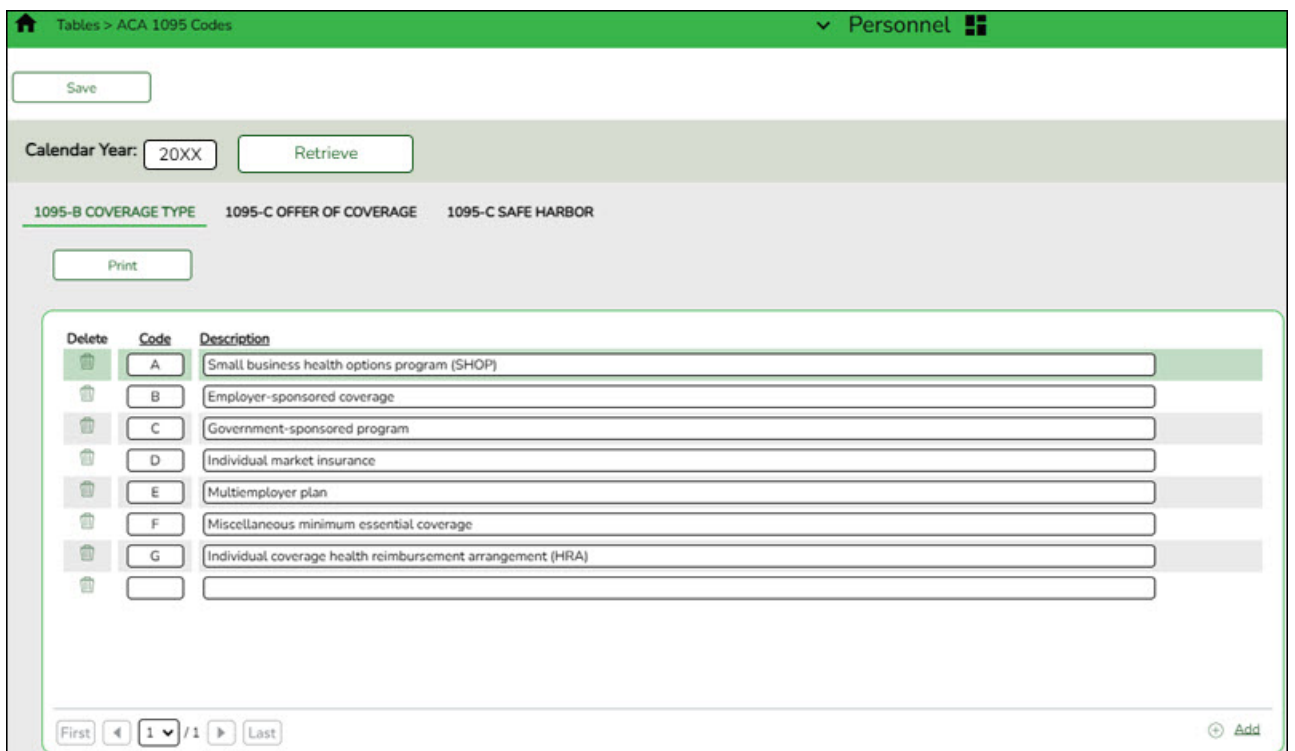 Tables > ACA 1095 Codes Personnel
Save
Calendar Year: 20XX Retrieve
1095-B COVERAGE TYPE 1095-C OFFER OF COVERAGE 1095-C SAFE HARBOR
Print
Delete Code Description
A Small business health options program (SHOP)
B Employer-sponsored coverage
C Government-sponsored program
D Individual market insurance
E Multiemployer plan
F Miscellaneous minimum essential coverage
G Individual coverage health reimbursement arrangement (HRA)
First 1 / 1 Last Add